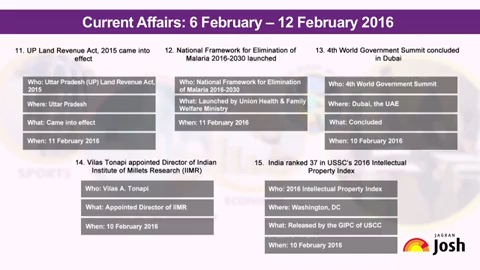 Current Affairs: 6 February – 12 February 2016
11. UP Land Revenue Act, 2015 came into
effect
Who: Uttar Pradesh (UP) Land Revenue Act,
2015
Where: Uttar Pradesh
What: Came into effect
When: 11 February 2016
12. National Framework for Elimination of
Malaria 2016-2030 launched
Who: National Framework for Elimination
of Malaria 2016-2030
What: Launched by Union Health & Family
Welfare Ministry
When: 11 February 2016
13. 4th World Government Summit concluded
in Dubai
Who: 4th World Government Summit
Where: Dubai, the UAE
What: Concluded
When: 10 February 2016
14. Vilas Tonapi appointed Director of Indian
Institute of Millets Research (IIMR)
Who: Vilas A. Tonapi
What: Appointed Director of IIMR
When: 10 February 2016
15. India ranked 37 in USSC's 2016 Intellectual
Property Index
Who: 2016 Intellectual Property Index
Where: Washington, DC
What: Released by the GIPC of USCC
When: 10 February 2016
JAGRAN
Josh
SPORTS